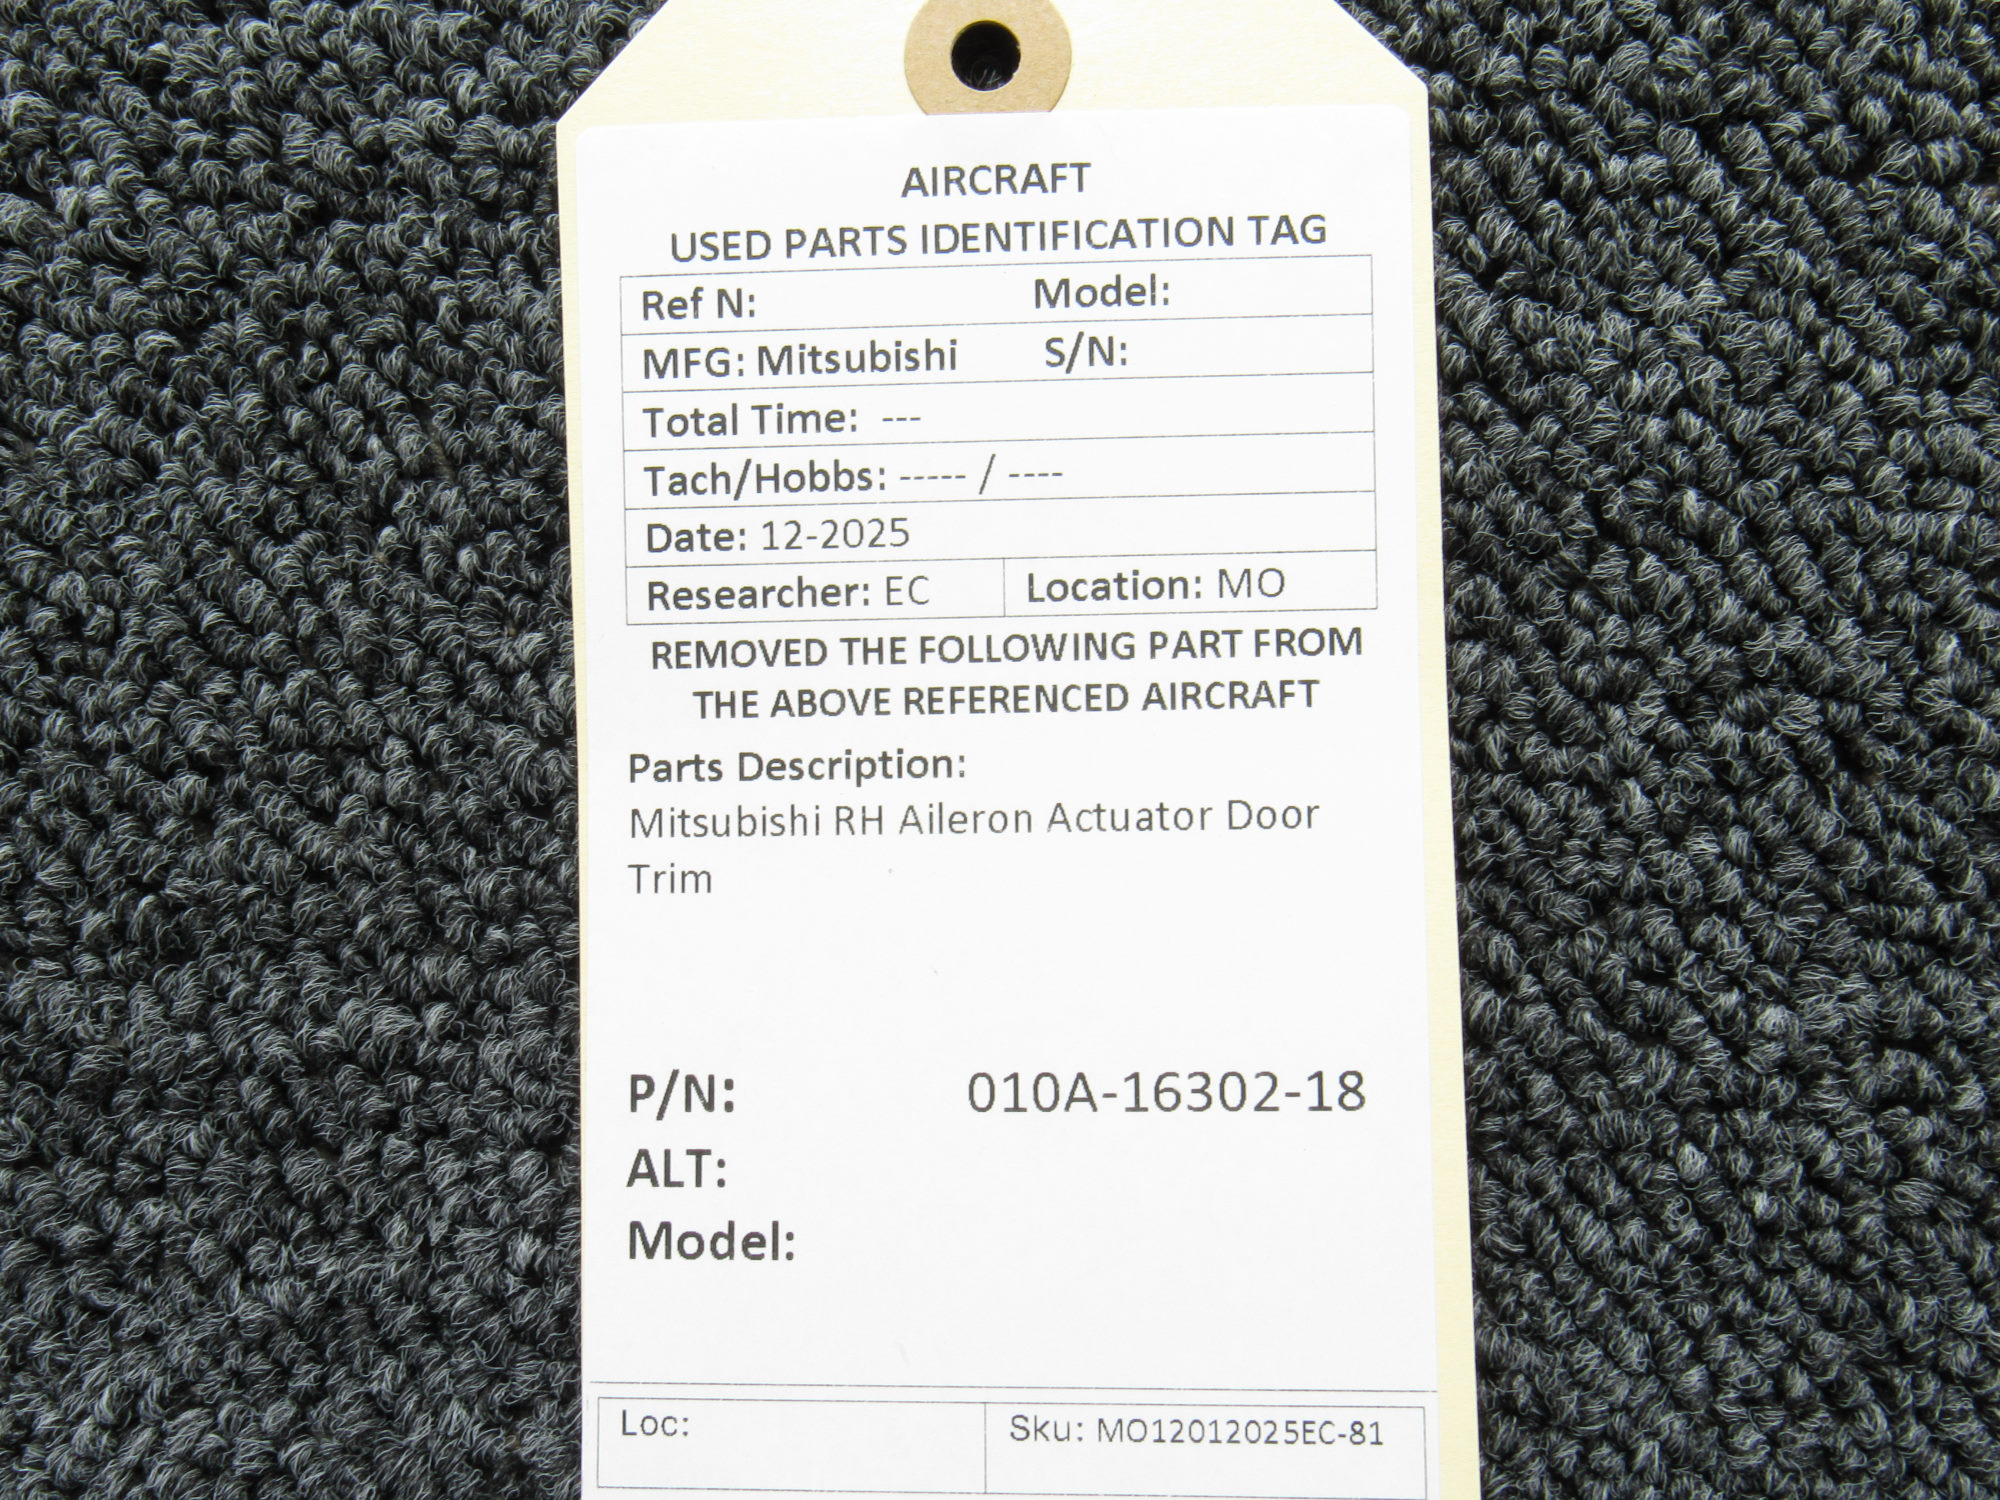 AIRCRAFT
USED PARTS IDENTIFICATION TAG
Ref N: Model:
MFG: Mitsubishi S/N:
Total Time: ---
Tach/Hobbs: ----- / ----
Date: 12-2025
Researcher: EC Location: MO
REMOVED THE FOLLOWING PART FROM
THE ABOVE REFERENCED AIRCRAFT
Parts Description:
Mitsubishi RH Aileron Actuator Door
Trim
P/N: 010A-16302-18
ALT:
Model:
Loc: Sku: MO12012025EC-81